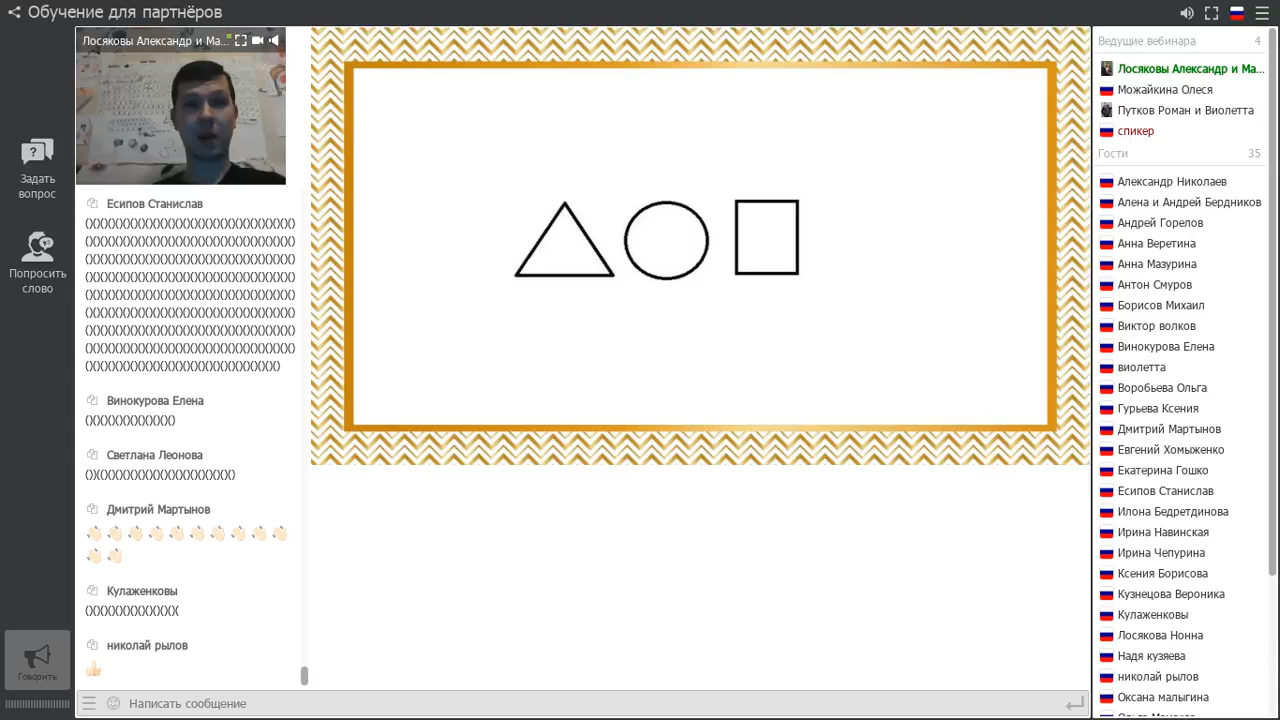 Обучение для партнёров
Лосяковы Александр и Ма...
Задать
вопрос
Попросить
слово
Говорить
Есипов Станислав
()()()()()()()()()()()()()()()()()()()()()
()()()()()()()()()()()()()()()()()()()()()
()()()()()()()()()()()()()()()()()()()()()
()()()()()()()()()()()()()()()()()()()()()
()()()()()()()()()()()()()()()()()()()()()
()()()()()()()()()()()()()()()()()()()()()
()()()()()()()()()()()()()()()()()()()()()
()()()()()()()()()()()()()()()()()()()()()
()()()()()()()()()()()()()()()()()()()
Винокурова Елена
()()()()()()()()()()()()
Светлана Леонова
())(()()()()()()()()()()()()()()()()()()
Дмитрий Мартынов
Кулаженковы
()()()()()()()()()()()()(
николай рылов
Написать сообщение
Ведущие вебинара 4
Лосяковы Александр и Ма...
Можайкина Олеся
Путков Роман и Виолетта
спикер
Гости 35
Александр Николаев
Алена и Андрей Бердников
Андрей Горелов
Анна Веретина
Анна Мазурина
Антон Смуров
Борисов Михаил
Виктор волков
Винокурова Елена
виолетта
Воробьева Ольга
Гурьева Ксения
Дмитрий Мартынов
Евгений Хомыженко
Екатерина Гошко
Есипов Станислав
Илона Бедретдинова
Ирина Навинская
Ирина Чепурина
Ксения Борисова
Кузнецова Вероника
Кулаженковы
Лосякова Нонна
Надя кузяева
николай рылов
Оксана малыгина